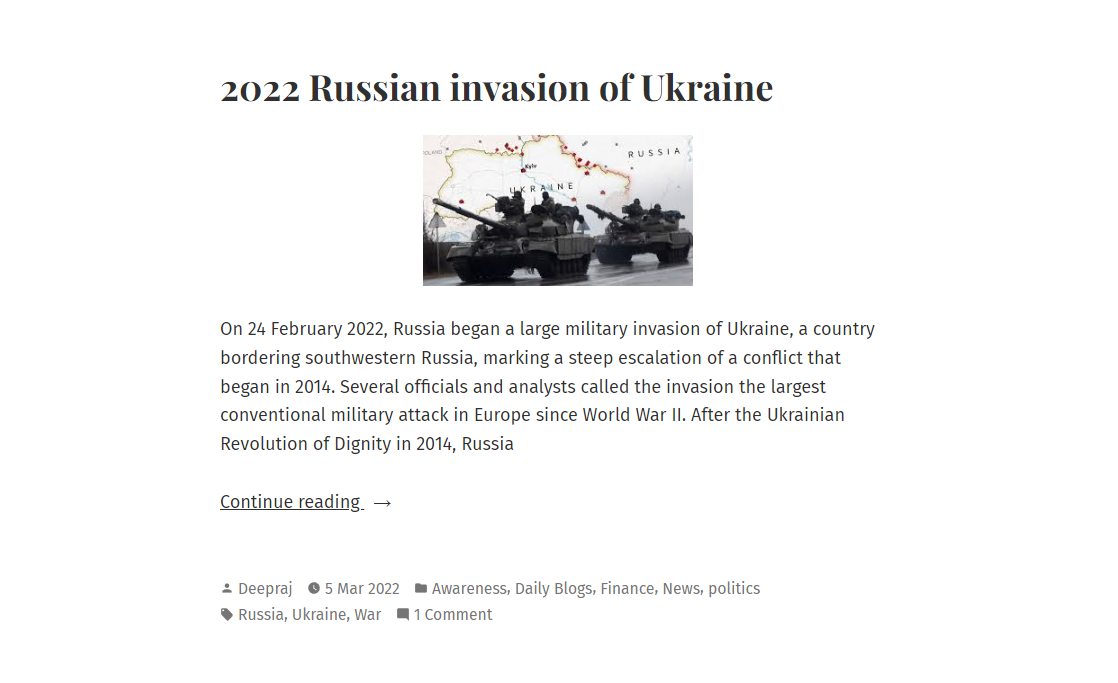 2022 Russian invasion of Ukraine
POLAND
RUSSIA
Kyiv
UKRAINE
On 24 February 2022, Russia began a large military invasion of Ukraine, a country
bordering southwestern Russia, marking a steep escalation of a conflict that
began in 2014. Several officials and analysts called the invasion the largest
conventional military attack in Europe since World War II. After the Ukrainian
Revolution of Dignity in 2014, Russia
Continue reading →
Deepraj 5 Mar 2022 Awareness, Daily Blogs, Finance, News, politics
Russia, Ukraine, War 1 Comment